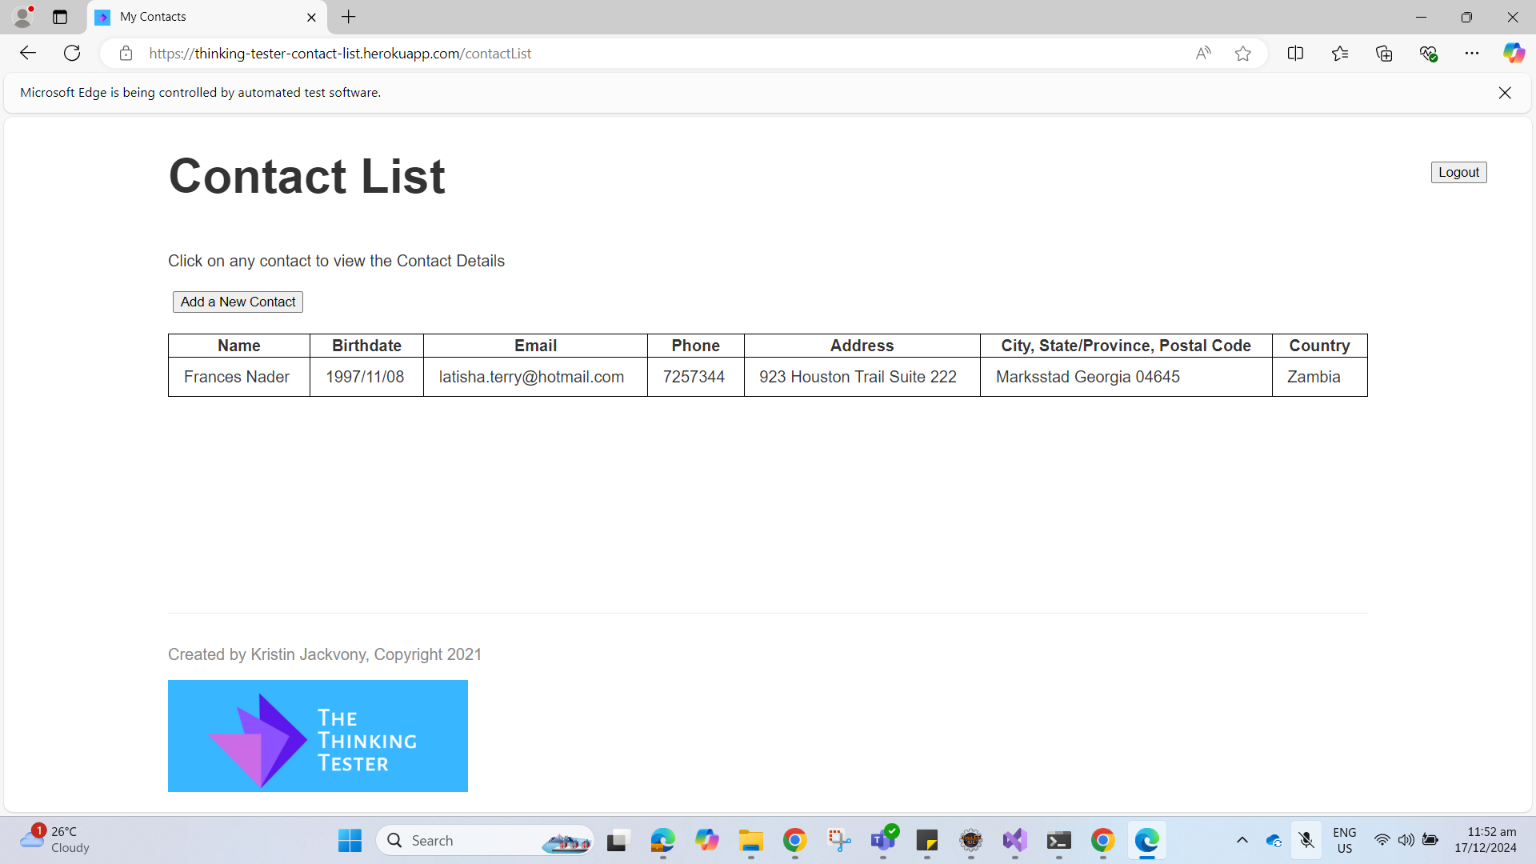 My Contacts
https://thinking-tester-contact-list.herokuapp.com/contactList
Microsoft Edge is being controlled by automated test software.
Contact List
Logout
Click on any contact to view the Contact Details
Add a New Contact
Name Birthdate Email Phone Address City, State/Province, Postal Code Country
Frances Nader 1997/11/08 latisha.terry@hotmail.com 7257344 923 Houston Trail Suite 222 Marksstad Georgia 04645 Zambia
Created by Kristin Jackvony, Copyright 2021
THE
THINKING
TESTER
1
26°C
Cloudy
Search
ENG
US
11:52 am
17/12/2024